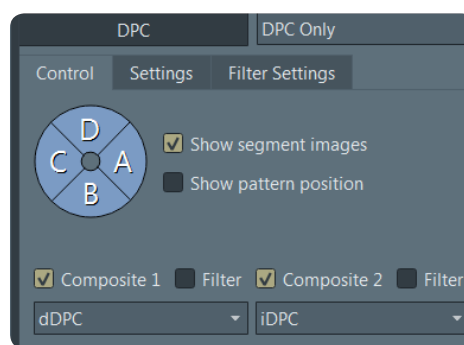 DPC DPC Only
Control Settings Filter Settings
D
C A
B
Show segment images
Show pattern position
Composite 1 Filter Composite 2 Filter
dDPC iDPC